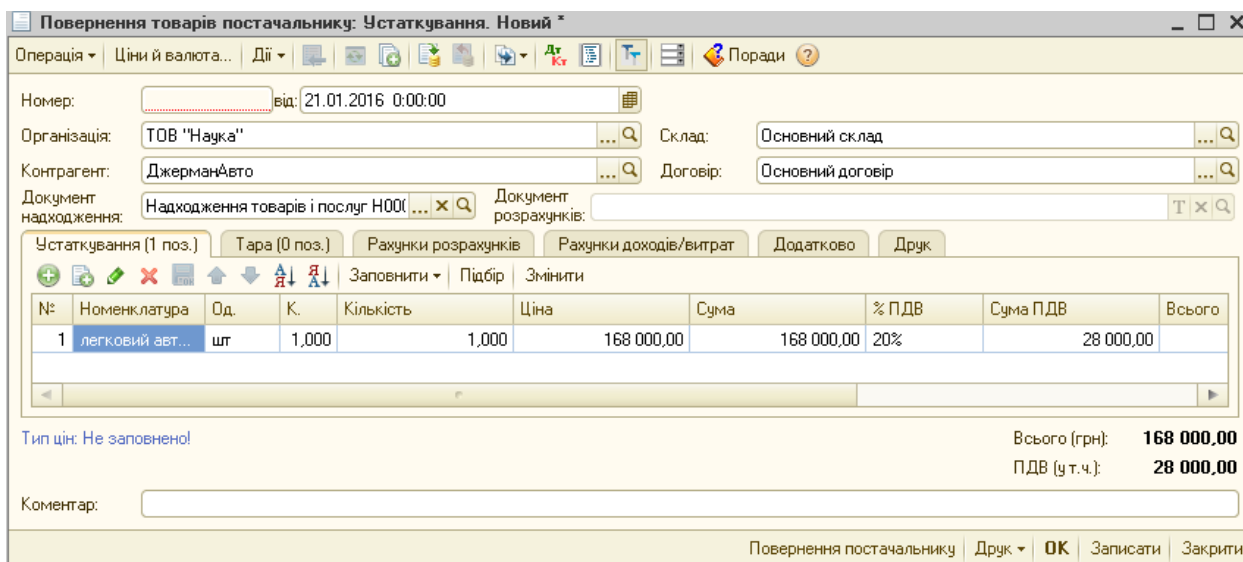 Повернення товарів постачальнику: Устаткування. Новий *
Операція Ціни й валюта... Дії Дт Кт Поради
Номер: від: 21.01.2016 0:00:00
Організація: ТОВ "Наука" ... Склад: Основний склад ...
Контрагент: ДжерманАвто ... Договір: Основний договір ...
Документ надходження: Надходження товарів і послуг Н00( ... Документ розрахунків: T
Устаткування (1 поз.) Тара (0 поз.) Рахунки розрахунків Рахунки доходів/витрат Додатково Друк
Заповнити Підбір Змінити
№ Номенклатура Од. К. Кількість Ціна Сума % ПДВ Сума ПДВ Всього
1 легковий авт... шт 1,000 1,000 168 000,00 168 000,00 20% 28 000,00
Тип цін: Не заповнено! Всього (грн): 168 000,00
ПДВ (у т.ч.): 28 000,00
Коментар:
Повернення постачальнику Друк ОК Записати Закрити